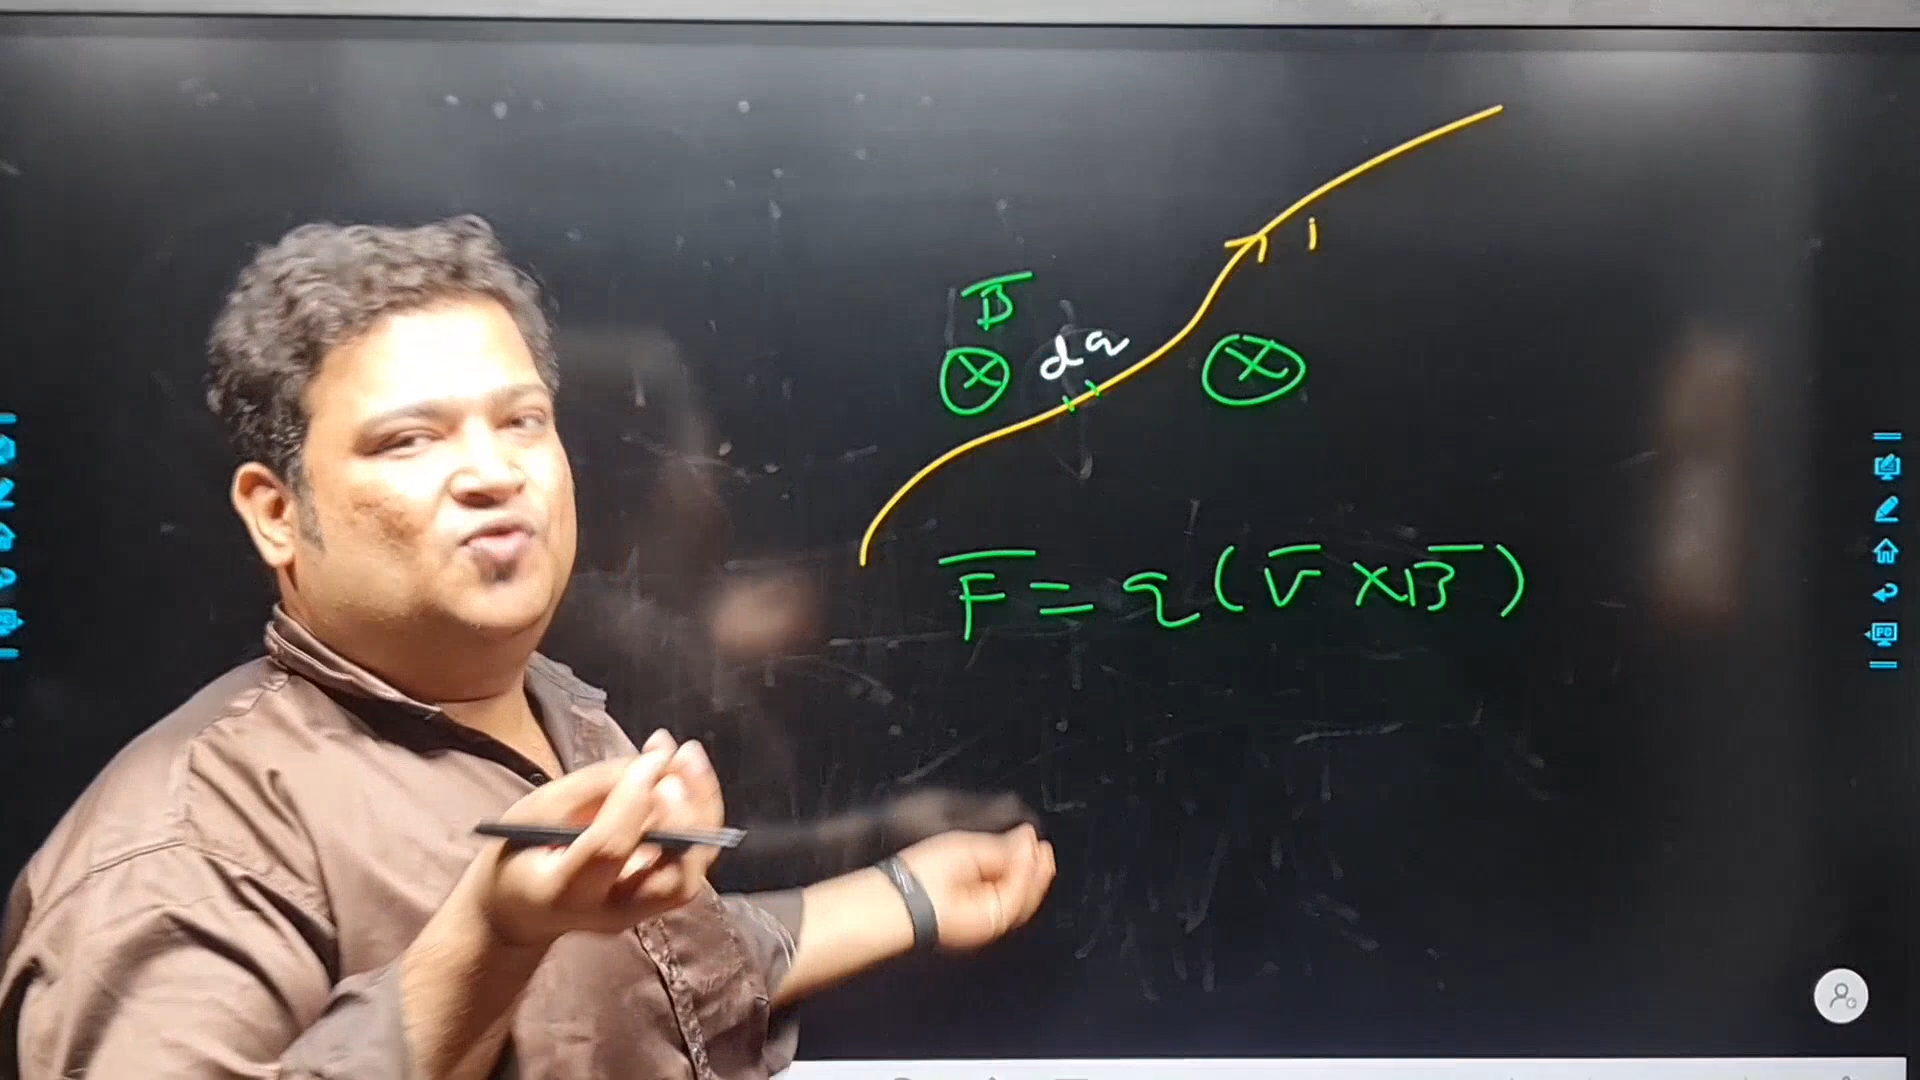 i
B̅
dq
F̅ = q (v̅ × B̅)